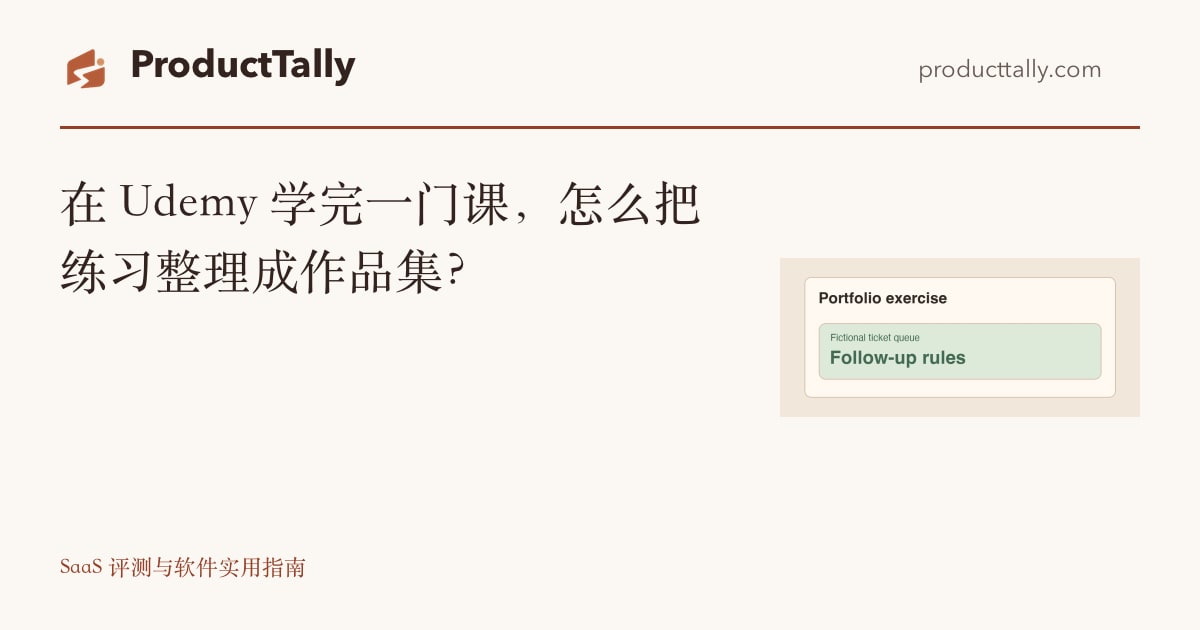 ProductTally
producttally.com
在 Udemy 学完一门课，怎么把
练习整理成作品集？
Portfolio exercise
Fictional ticket queue
Follow-up rules
SaaS 评测与软件实用指南